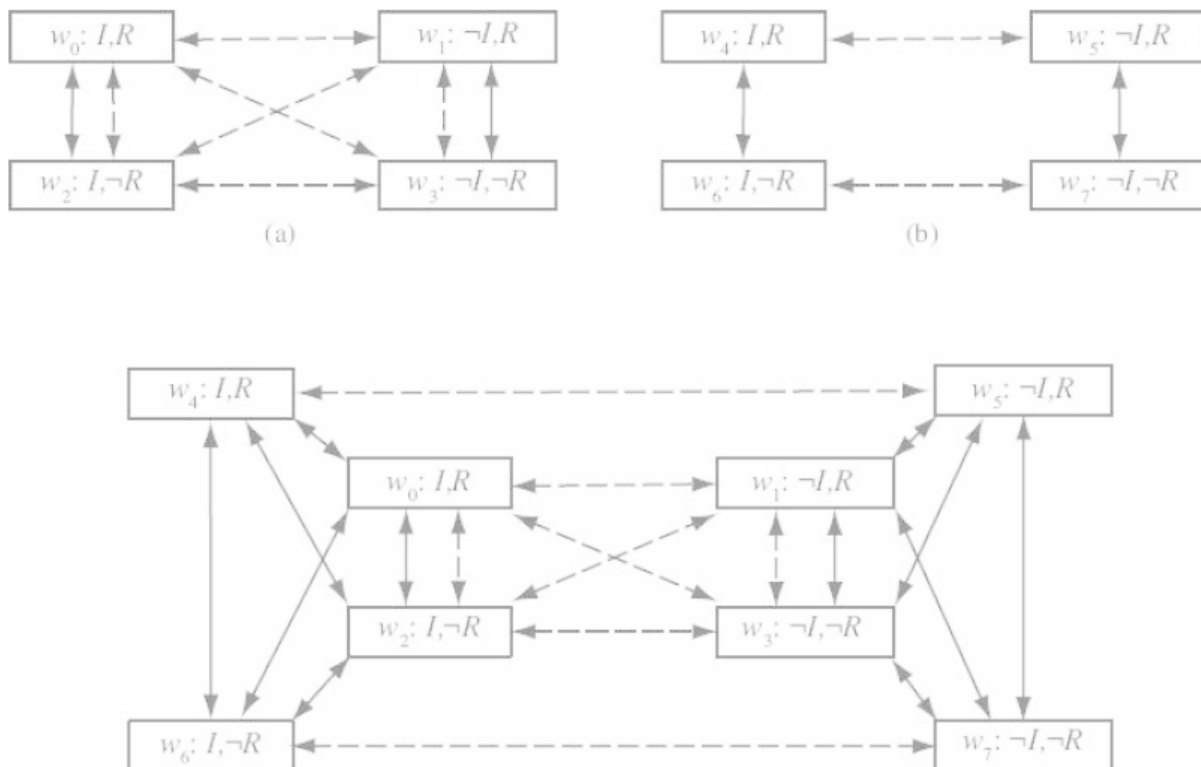 w₀: I,R
w₁: ¬I,R
w₄: I,R
w₅: ¬I,R
w₂: I,¬R
w₃: ¬I,¬R
w₆: I,¬R
w₇: ¬I,¬R
(a)
(b)
w₄: I,R
w₅: ¬I,R
w₀: I,R
w₁: ¬I,R
w₂: I,¬R
w₃: ¬I,¬R
w₆: I,¬R
w₇: ¬I,¬R